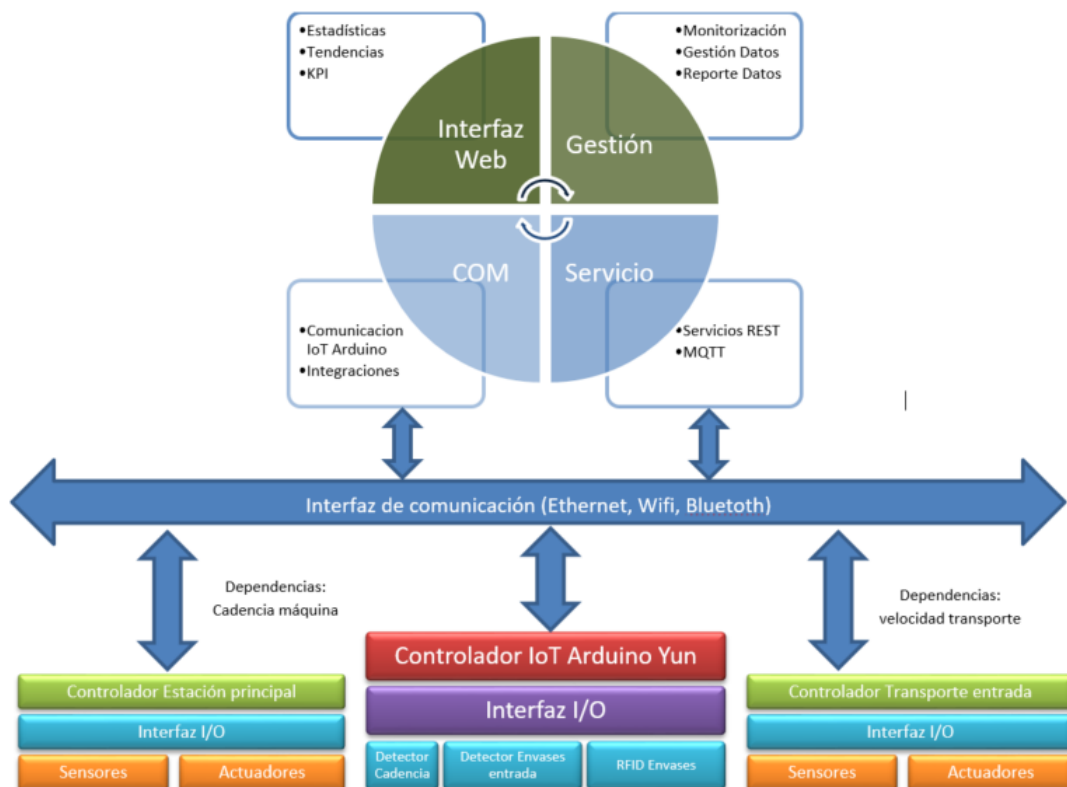 •Estadísticas
•Tendencias
•KPI
•Monitorización
•Gestión Datos
•Reporte Datos
Interfaz
Web
Gestión
COM
Servicio
•Comunicacion
IoT Arduino
•Integraciones
•Servicios REST
•MQTT
Interfaz de comunicación (Ethernet, Wifi, Bluetoth)
Dependencias:
Cadencia máquina
Dependencias:
velocidad transporte
Controlador Estación principal
Interfaz I/O
Sensores
Actuadores
Controlador IoT Arduino Yun
Interfaz I/O
Detector
Cadencia
Detector Envases
entrada
RFID Envases
Controlador Transporte entrada
Interfaz I/O
Sensores
Actuadores